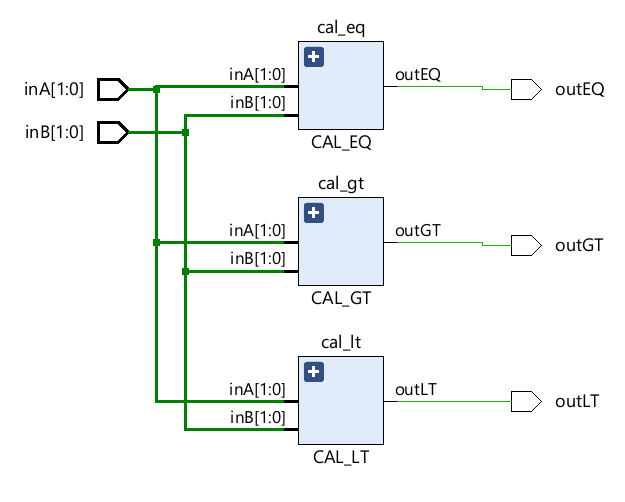 cal_eq
inA[1:0]
inA[1:0]
outEQ
outEQ
inB[1:0]
inB[1:0]
CAL_EQ
cal_gt
inA[1:0]
outGT
outGT
inB[1:0]
CAL_GT
cal_lt
inA[1:0]
outLT
outLT
inB[1:0]
CAL_LT